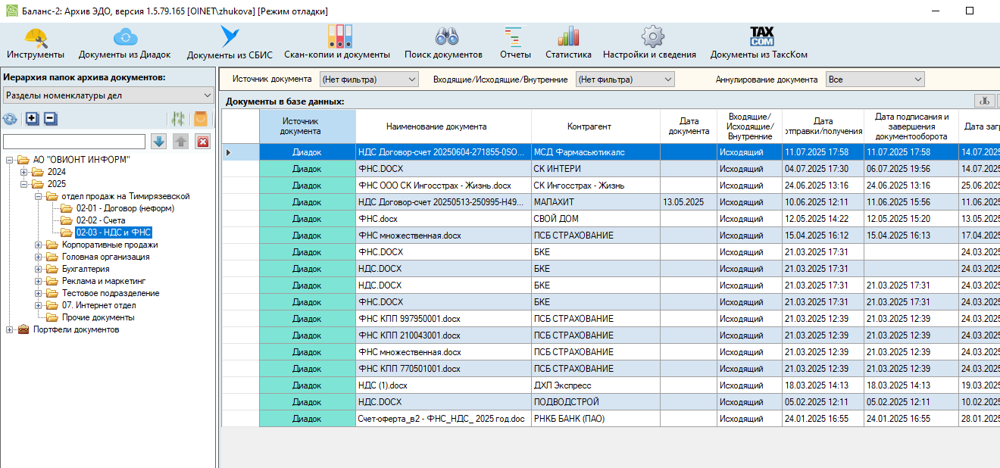 Баланс-2: Архив ЭДО, версия 1.5.79.165 [OINET\zhukova] [Режим отладки]
Инструменты Документы из Диадок Документы из СБИС Скан-копии и документы Поиск документов Отчеты Статистика Настройки и сведения TAXCOM Документы из ТаксКом
Иерархия папок архива документов:
Разделы номенклатуры дел
АО "ОВИОНТ ИНФОРМ"
2024
2025
отдел продаж на Тимирязевской
02-01 - Договор (неформ)
02-02 - Счета
02-03 - НДС и ФНС
Корпоративные продажи
Головная организация
Бухгалтерия
Реклама и маркетинг
Тестовое подразделение
07. Интернет отдел
Прочие документы
Портфели документов
Источник документа (Нет фильтра) Входящие/Исходящие/Внутренние (Нет фильтра) Аннулирование документа Все
Документы в базе данных:
Источник документа Наименование документа Контрагент Дата документа Входящие/Исходящие/Внутренние Дата отправки/получения Дата подписания и завершения документооборота Дата загр
Диадок НДС Договор-счет 20250604-271855-0SO... МСД Фармасьютикалс Исходящий 11.07.2025 17:58 11.07.2025 17:58 14.07.2025
Диадок ФНС.DOCX СК ИНТЕРИ Исходящий 04.07.2025 17:30 06.07.2025 19:56 14.07.2025
Диадок ФНС ООО СК Ингосстрах - Жизнь.docx СК Ингосстрах - Жизнь Исходящий 24.06.2025 13:16 24.06.2025 13:16 25.06.2025
Диадок НДС Договор-счет 20250513-250995-H49... МАЛАХИТ 13.05.2025 Исходящий 10.06.2025 12:11 11.06.2025 15:56 11.06.2025
Диадок ФНС.docx СВОЙ ДОМ Исходящий 12.05.2025 14:22 12.05.2025 15:20 13.05.2025
Диадок ФНС множественная.docx ПСБ СТРАХОВАНИЕ Исходящий 15.04.2025 16:12 15.04.2025 16:13 17.04.2025
Диадок ФНС.DOCX БКЕ Исходящий 21.03.2025 17:31 24.03.2025
Диадок НДС.DOCX БКЕ Исходящий 21.03.2025 17:31 24.03.2025
Диадок НДС.DOCX БКЕ Исходящий 21.03.2025 17:31 21.03.2025 17:31 24.03.2025
Диадок ФНС.DOCX БКЕ Исходящий 21.03.2025 17:31 21.03.2025 17:31 24.03.2025
Диадок ФНС КПП 997950001.docx ПСБ СТРАХОВАНИЕ Исходящий 21.03.2025 12:39 21.03.2025 12:39 24.03.2025
Диадок ФНС КПП 210043001.docx ПСБ СТРАХОВАНИЕ Исходящий 21.03.2025 12:39 21.03.2025 12:39 24.03.2025
Диадок ФНС множественная.docx ПСБ СТРАХОВАНИЕ Исходящий 21.03.2025 12:39 21.03.2025 12:39 24.03.2025
Диадок ФНС КПП 770501001.docx ПСБ СТРАХОВАНИЕ Исходящий 21.03.2025 12:39 21.03.2025 12:39 24.03.2025
Диадок НДС (1).docx ДХЛ Экспресс Исходящий 18.03.2025 14:13 18.03.2025 14:13 19.03.2025
Диадок НДС.DOCX ПОДВОДСТРОЙ Исходящий 05.02.2025 12:11 05.02.2025 12:11 10.02.2025
Диадок Счет-оферта_в2 - ФНС_НДС_ 2025 год.doc РНКБ БАНК (ПАО) Исходящий 24.01.2025 16:55 24.01.2025 16:55 28.01.2025